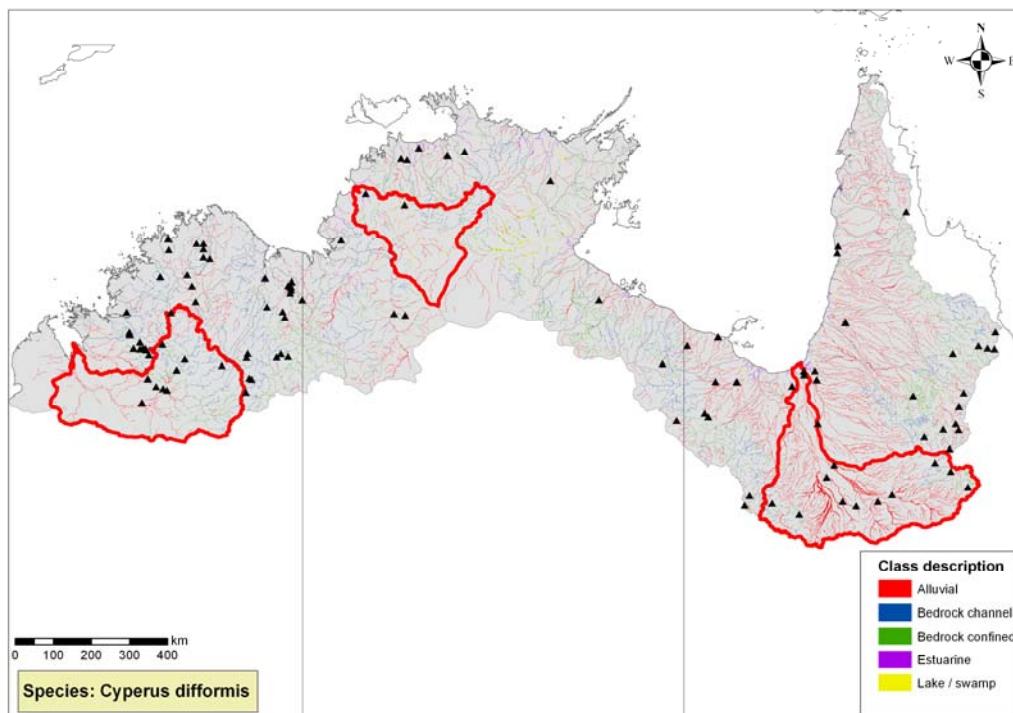 N
W E
S
Class description
Alluvial
Bedrock channel
Bedrock confined
Estuarine
Lake / swamp
km
0 100 200 300 400
Species: Cyperus difformis